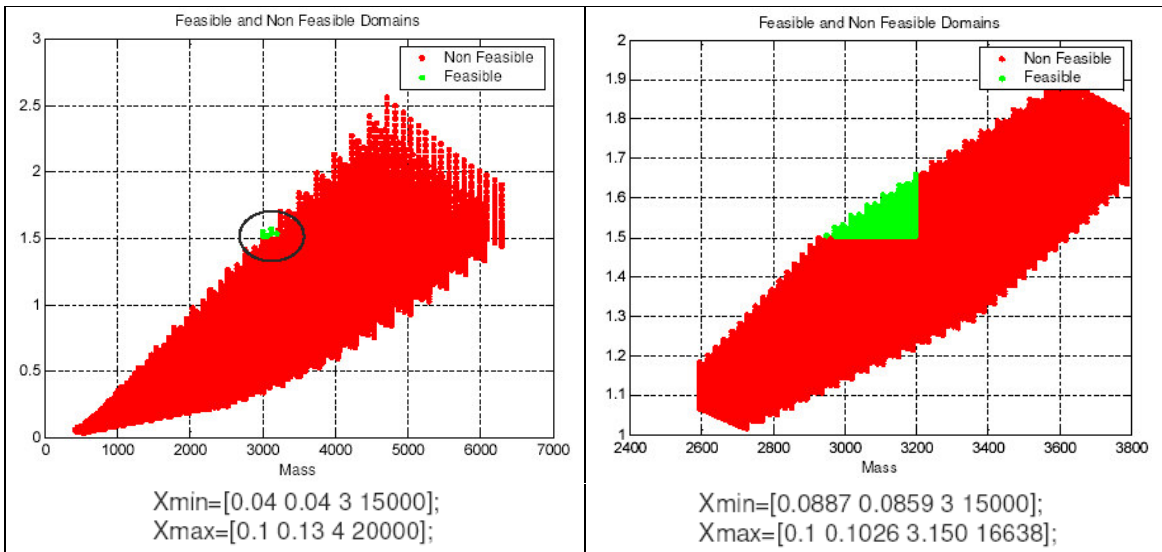 Feasible and Non Feasible Domains
3
2.5
2
1.5
1
0.5
0
Non Feasible
Feasible
0 1000 2000 3000 4000 5000 6000 7000
Mass
Xmin=[0.04 0.04 3 15000];
Xmax=[0.1 0.13 4 20000];
Feasible and Non Feasible Domains
2
1.9
1.8
1.7
1.6
1.5
1.4
1.3
1.2
1.1
1
Non Feasible
Feasible
2400 2600 2800 3000 3200 3400 3600 3800
Mass
Xmin=[0.0887 0.0859 3 15000];
Xmax=[0.1 0.1026 3.150 16638];